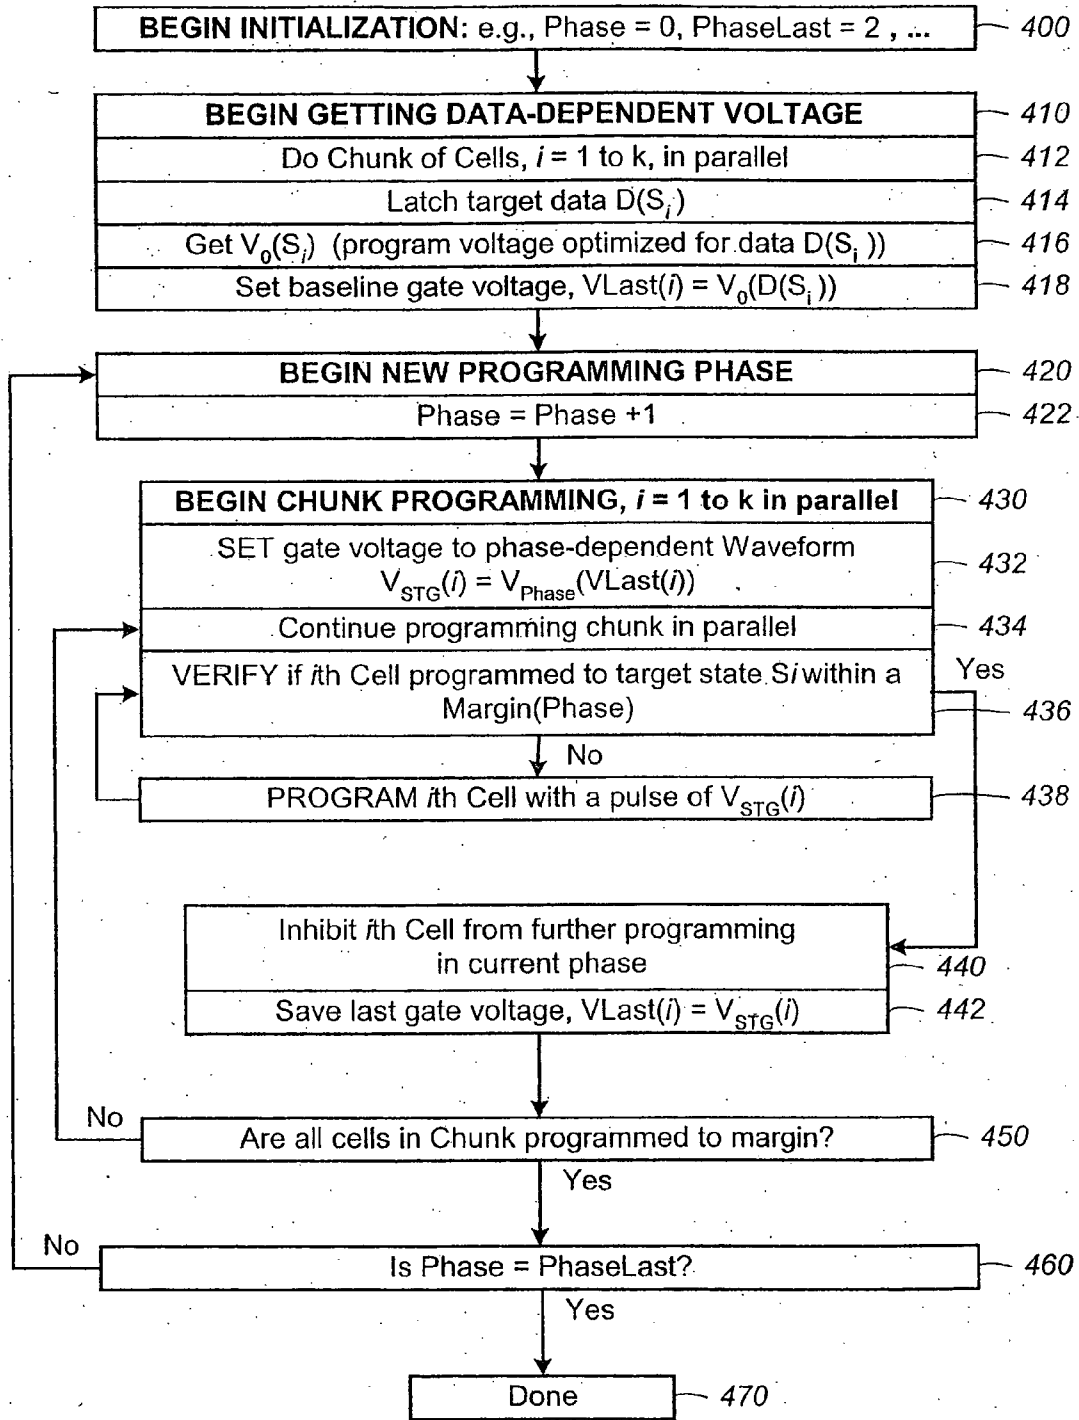 BEGIN INITIALIZATION: e.g., Phase = 0, PhaseLast = 2 , ... 400
BEGIN GETTING DATA-DEPENDENT VOLTAGE 410
Do Chunk of Cells, i = 1 to k, in parallel 412
Latch target data D(Si) 414
Get V0(Si) (program voltage optimized for data D(Si)) 416
Set baseline gate voltage, VLast(i) = V0(D(Si)) 418
BEGIN NEW PROGRAMMING PHASE 420
Phase = Phase +1 422
BEGIN CHUNK PROGRAMMING, i = 1 to k in parallel 430
SET gate voltage to phase-dependent Waveform
VSTG(i) = VPhase(VLast(i)) 432
Continue programming chunk in parallel 434
VERIFY if ith Cell programmed to target state Si within a
Margin(Phase) 436
Yes
No
PROGRAM ith Cell with a pulse of VSTG(i) 438
Inhibit ith Cell from further programming
in current phase 440
Save last gate voltage, VLast(i) = VSTG(i) 442
No
Are all cells in Chunk programmed to margin? 450
Yes
No
Is Phase = PhaseLast? 460
Yes
Done 470